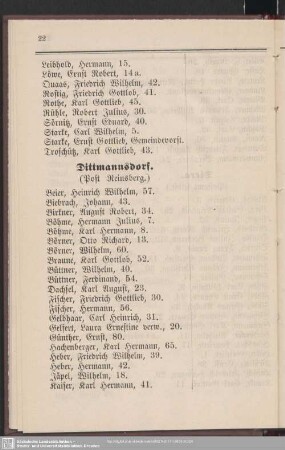 22
Leibhold, Hermann, 15.
Löwe, Ernst Robert, 14a.
Quaas, Friedrich Wilhelm, 42.
Rostig, Friedrich Gottlob, 41.
Rothe, Karl Gottlieb, 45.
Rühle, Robert Julius, 30.
Sörnitz, Ernst Eduard, 40.
Starke, Carl Wilhelm, 5.
Starke, Ernst Gottlieb, Gemeindevorst.
Troschütz, Karl Gottlieb, 43.
Dittmannsdorf.
(Post Reinsberg.)
Beier, Heinrich Wilhelm, 57.
Biebrach, Johann, 43.
Birkner, August Robert, 34.
Böhme, Hermann Julius, 7.
Böhme, Karl Hermann, 8.
Börner, Otto Richard, 13.
Börner, Wilhelm, 60.
Braune, Karl Gottlob, 52.
Büttner, Wilhelm, 40.
Büttner, Ferdinand, 54.
Dachsel, Karl August, 23.
Fischer, Friedrich Gottlieb, 30.
Fischer, Hermann, 56.
Geldhaar, Carl Heinrich, 31.
Gelfert, Laura Ernestine verw., 20.
Günther, Ernst, 80.
Hachenberger, Karl Hermann, 65.
Heber, Friedrich Wilhelm, 39.
Heber, Hermann, 42.
Jäpel, Wilhelm, 18.
Kaiser, Karl Hermann, 41.